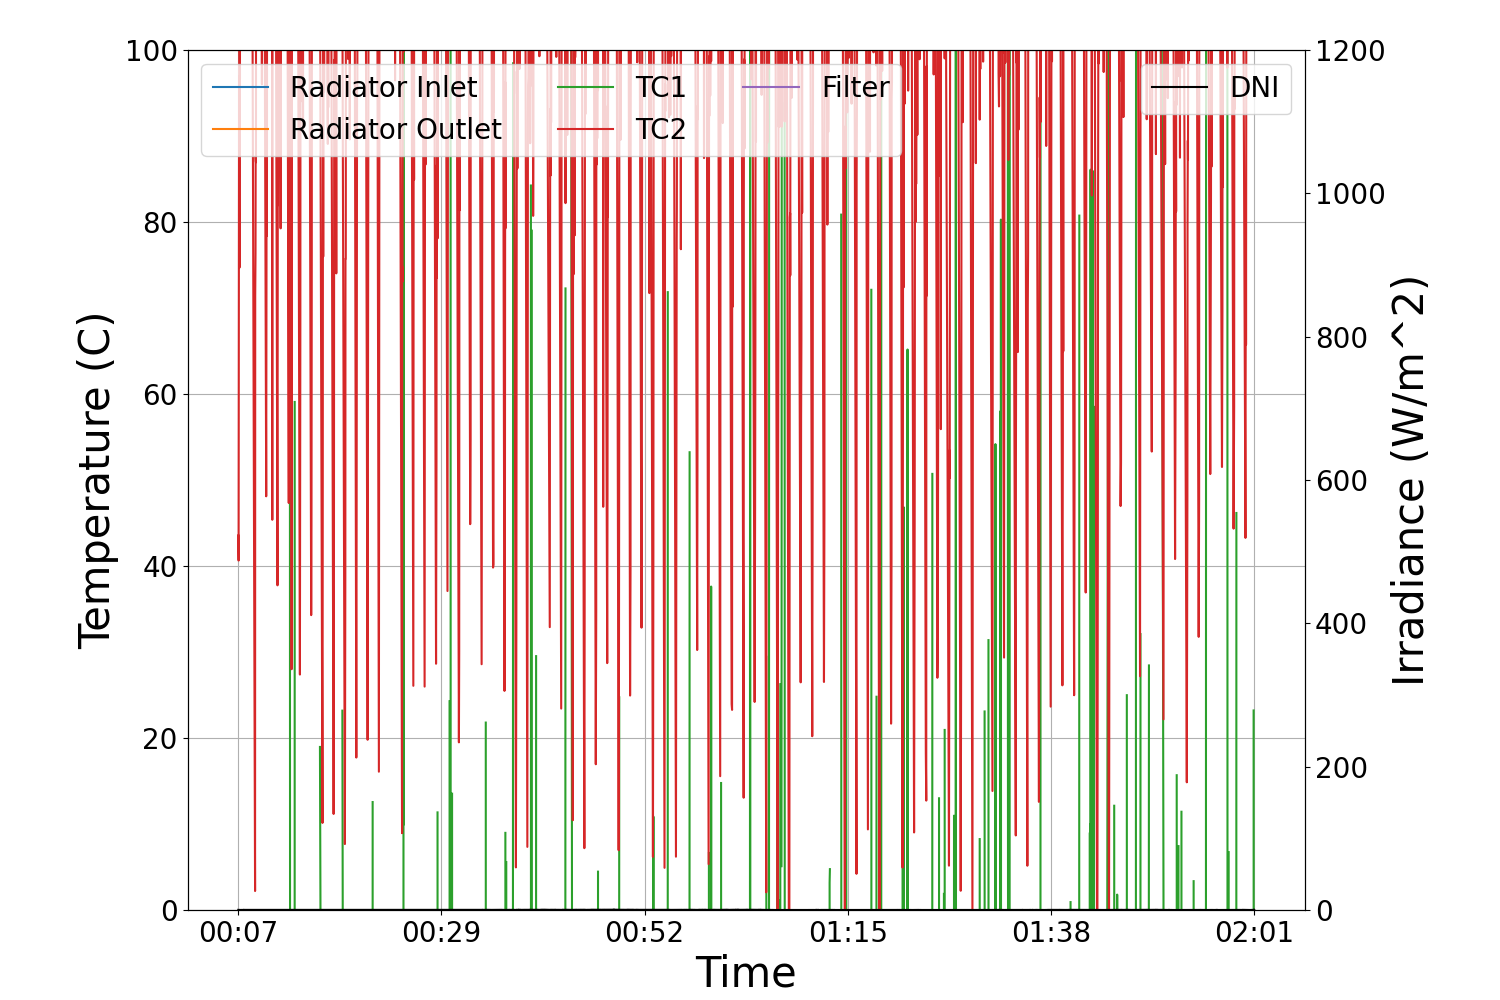 100
80
60
40
20
0
Temperature (C)
Radiator Inlet
Radiator Outlet
TC1
TC2
Filter
DNI
1200
1000
800
600
400
200
0
Irradiance (W/m^2)
00:07
00:29
00:52
01:15
01:38
02:01
Time